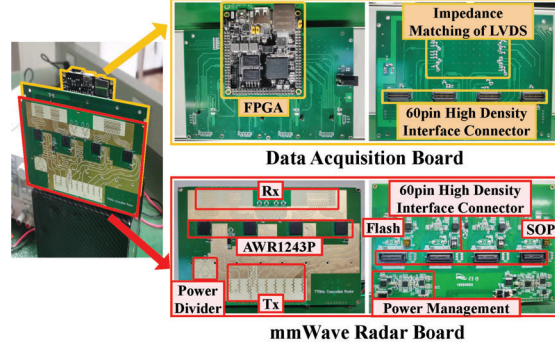 Impedance
Matching of LVDS
FPGA
60pin High Density
Interface Connector
Data Acquisition Board
Rx
AWR1243P
Power
Divider
Tx
60pin High Density
Interface Connector
Flash
SOP
Power Management
mmWave Radar Board